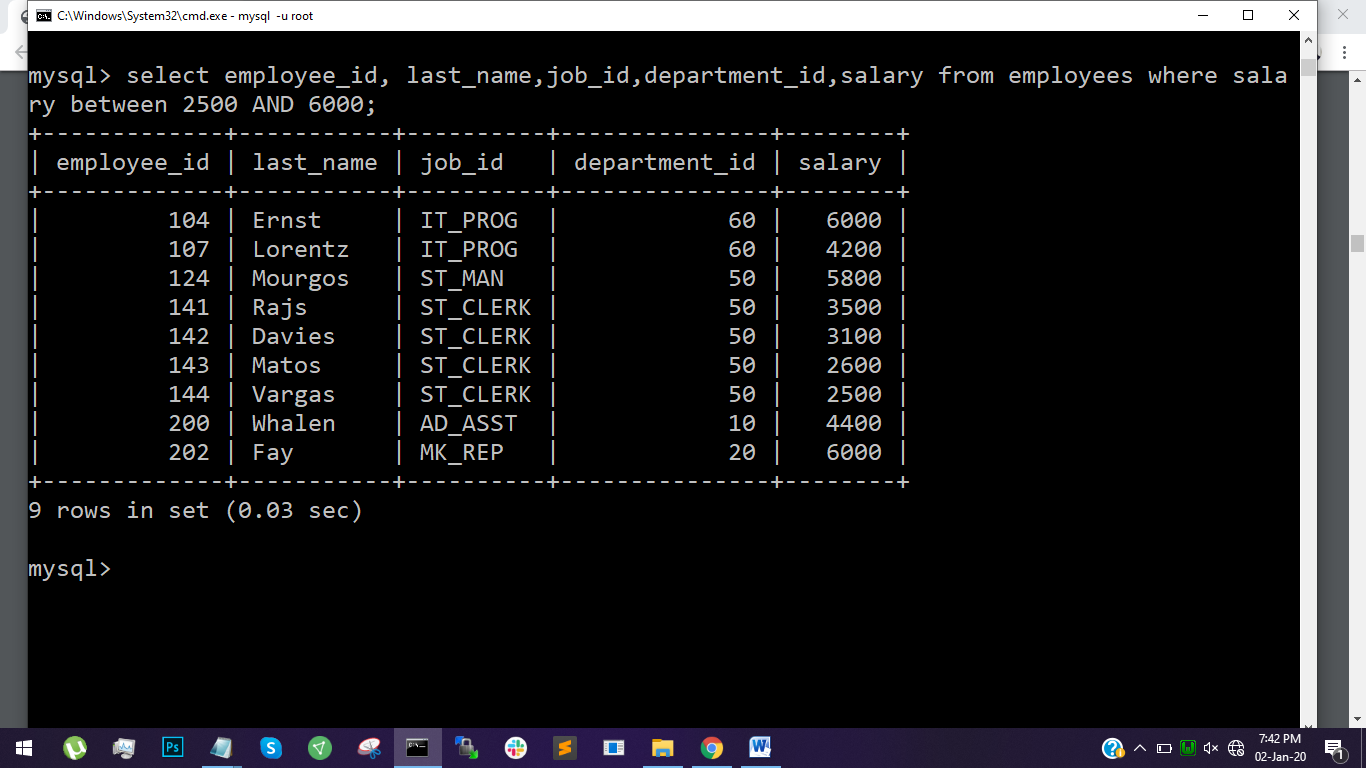 C:\Windows\System32\cmd.exe - mysql -u root
mysql> select employee_id, last_name,job_id,department_id,salary from employees where sala
ry between 2500 AND 6000;
+-------------+-----------+----------+---------------+--------+
| employee_id | last_name | job_id   | department_id | salary |
+-------------+-----------+----------+---------------+--------+
|         104 | Ernst     | IT_PROG  |            60 |   6000 |
|         107 | Lorentz   | IT_PROG  |            60 |   4200 |
|         124 | Mourgos   | ST_MAN   |            50 |   5800 |
|         141 | Rajs      | ST_CLERK |            50 |   3500 |
|         142 | Davies    | ST_CLERK |            50 |   3100 |
|         143 | Matos     | ST_CLERK |            50 |   2600 |
|         144 | Vargas    | ST_CLERK |            50 |   2500 |
|         200 | Whalen    | AD_ASST  |            10 |   4400 |
|         202 | Fay       | MK_REP   |            20 |   6000 |
+-------------+-----------+----------+---------------+--------+
9 rows in set (0.03 sec)
mysql>
Ps
7:42 PM
02-Jan-20
1